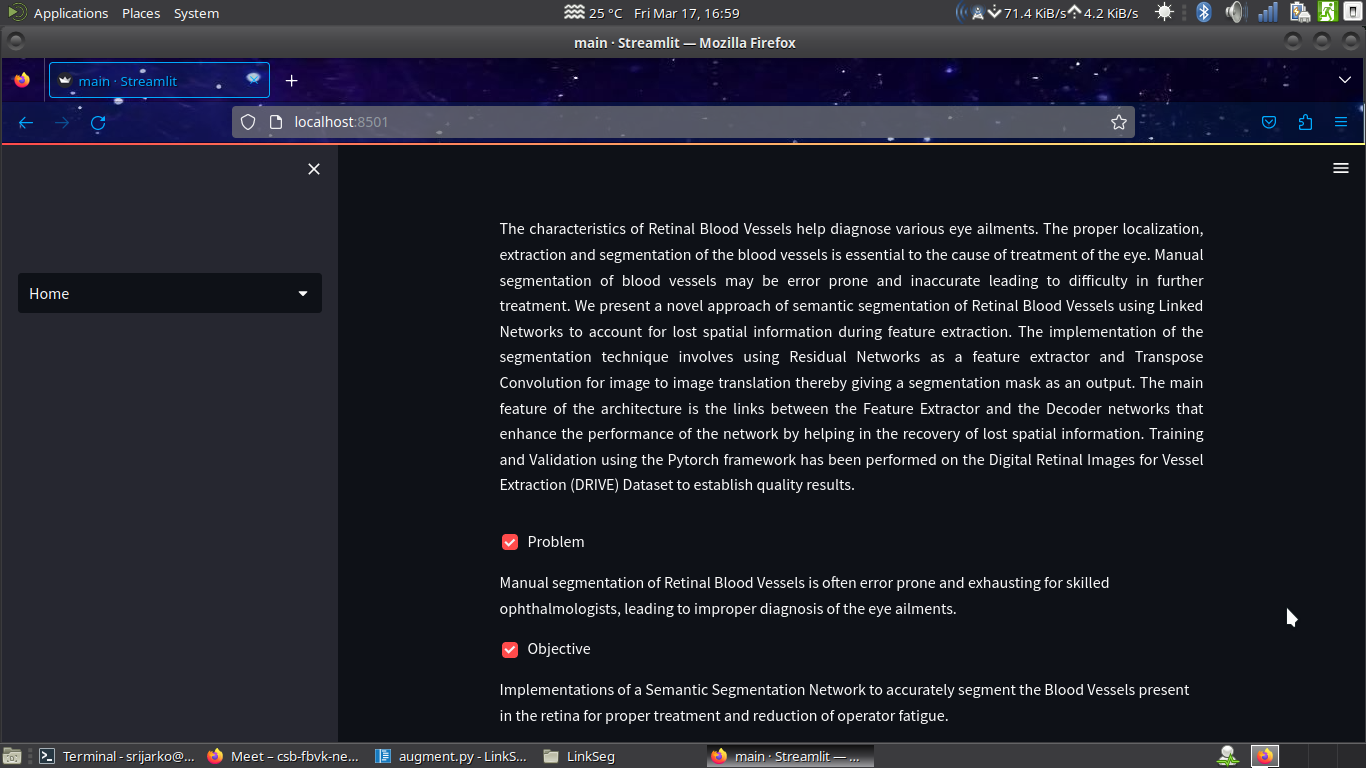 Applications Places System 25 °C Fri Mar 17, 16:59 71.4 KiB/s 4.2 KiB/s
main · Streamlit — Mozilla Firefox
main · Streamlit
localhost:8501
Home
The characteristics of Retinal Blood Vessels help diagnose various eye ailments. The proper localization,
extraction and segmentation of the blood vessels is essential to the cause of treatment of the eye. Manual
segmentation of blood vessels may be error prone and inaccurate leading to difficulty in further
treatment. We present a novel approach of semantic segmentation of Retinal Blood Vessels using Linked
Networks to account for lost spatial information during feature extraction. The implementation of the
segmentation technique involves using Residual Networks as a feature extractor and Transpose
Convolution for image to image translation thereby giving a segmentation mask as an output. The main
feature of the architecture is the links between the Feature Extractor and the Decoder networks that
enhance the performance of the network by helping in the recovery of lost spatial information. Training
and Validation using the Pytorch framework has been performed on the Digital Retinal Images for Vessel
Extraction (DRIVE) Dataset to establish quality results.
Problem
Manual segmentation of Retinal Blood Vessels is often error prone and exhausting for skilled
ophthalmologists, leading to improper diagnosis of the eye ailments.
Objective
Implementations of a Semantic Segmentation Network to accurately segment the Blood Vessels present
in the retina for proper treatment and reduction of operator fatigue.
Terminal - srijarko@... Meet – csb-fbvk-ne... augment.py - LinkS... LinkSeg main · Streamlit — ...